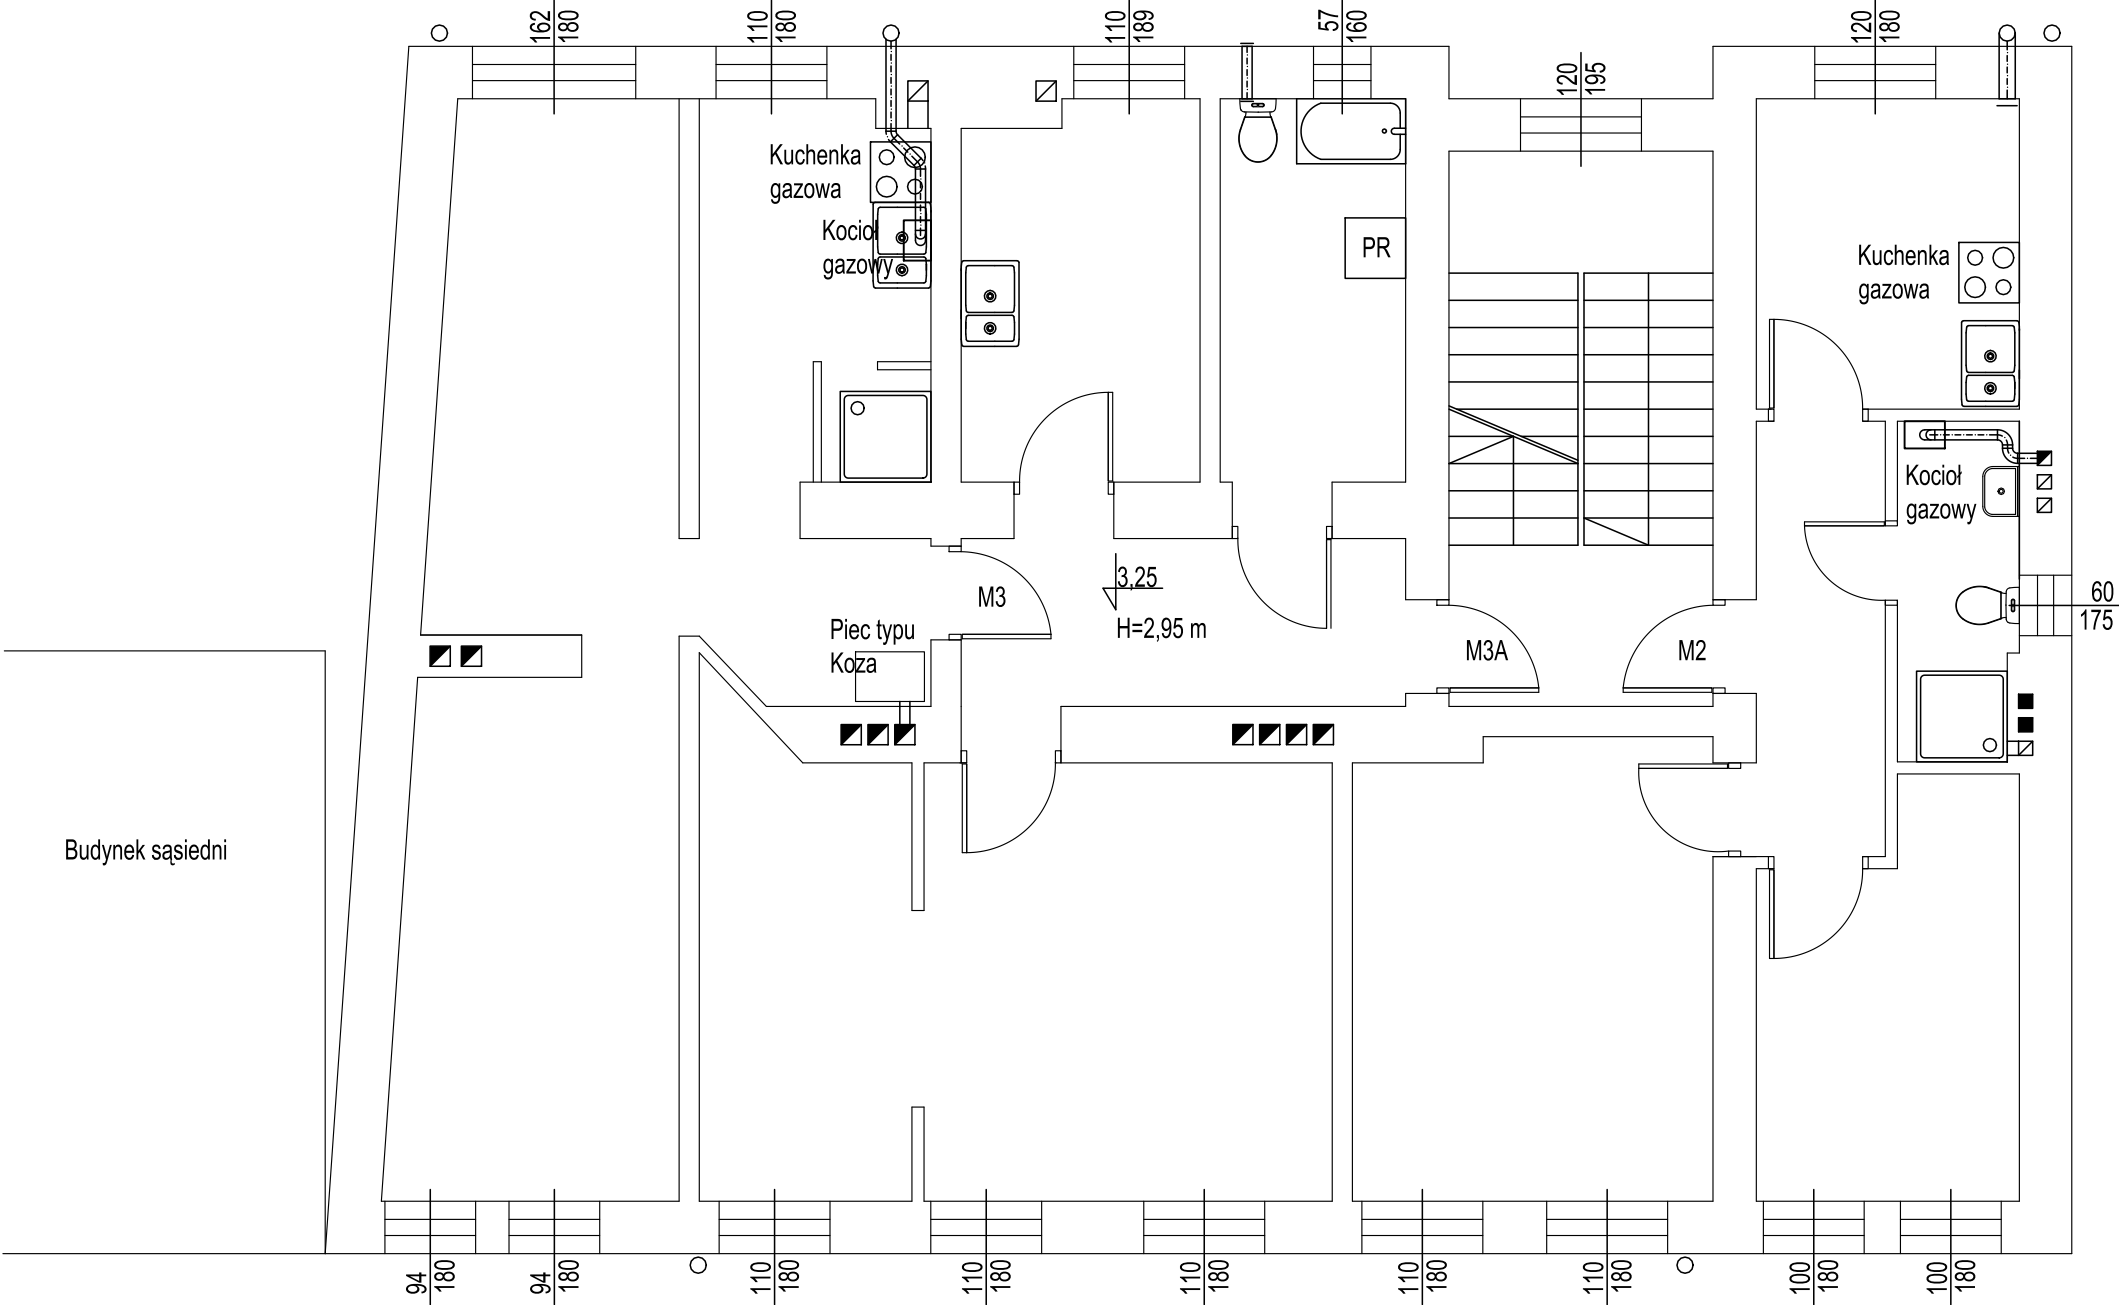 162
180
110
180
110
189
57
160
120
195
120
180
Kuchenka
gazowa
Kocioł
gazowy
PR
Kuchenka
gazowa
Kocioł
gazowy
M3
3,25
H=2,95 m
Piec typu
Koza
M3A
M2
60
175
Budynek sąsiedni
94
180
94
180
110
180
110
180
110
180
110
180
110
180
100
180
100
180